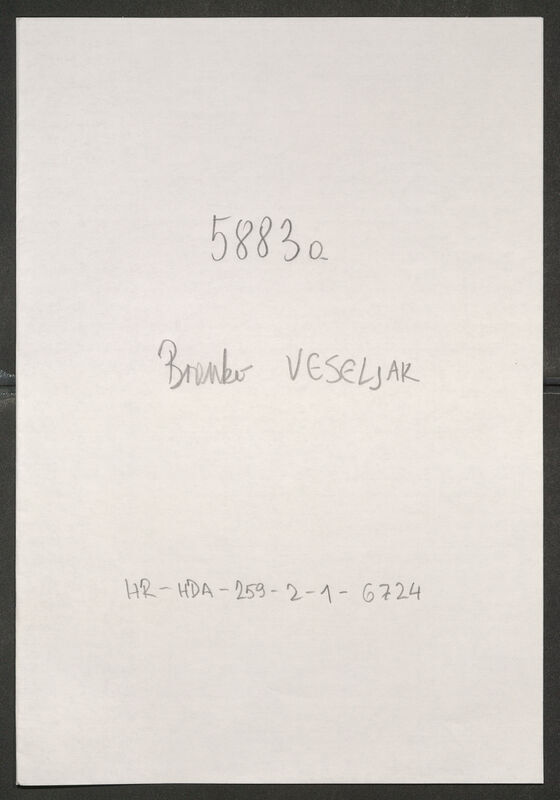 5883a
Branko VESELJAK
HR-HDA-259-2-1-6724